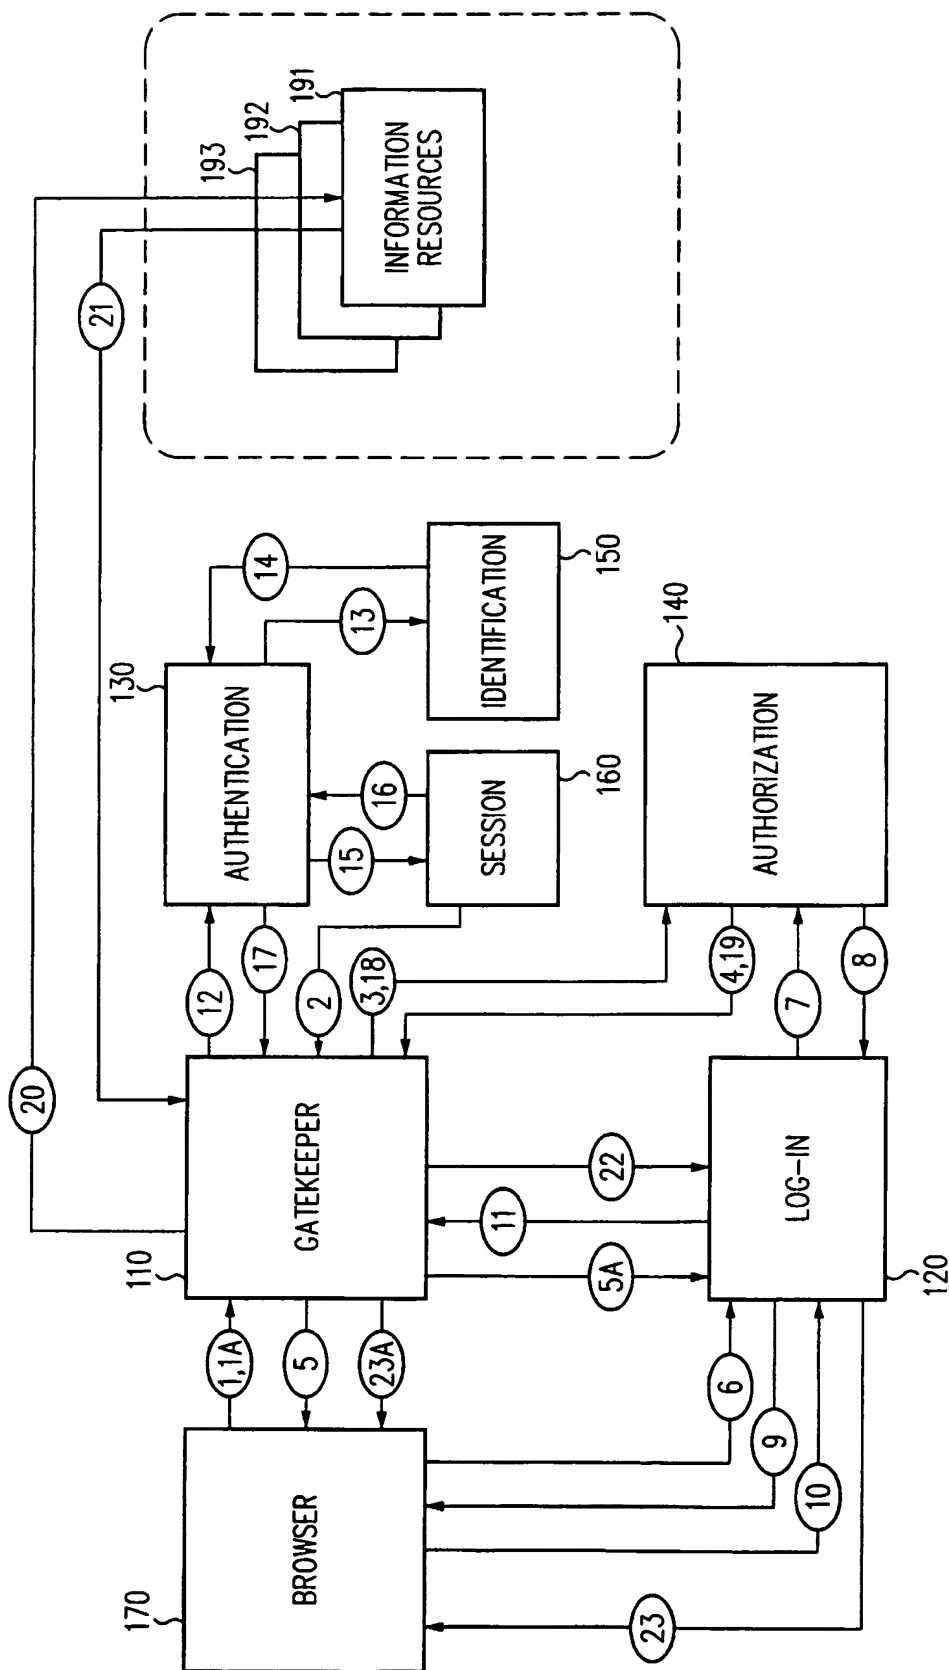 170
BROWSER
1,1A
5
23A
6
9
10
23
110
GATEKEEPER
5A
11
22
120
LOG-IN
20
21
12
17
2
3,18
4,19
7
8
130
AUTHENTICATION
15
16
13
14
SESSION
160
IDENTIFICATION
150
140
AUTHORIZATION
193
192
191
INFORMATION
RESOURCES